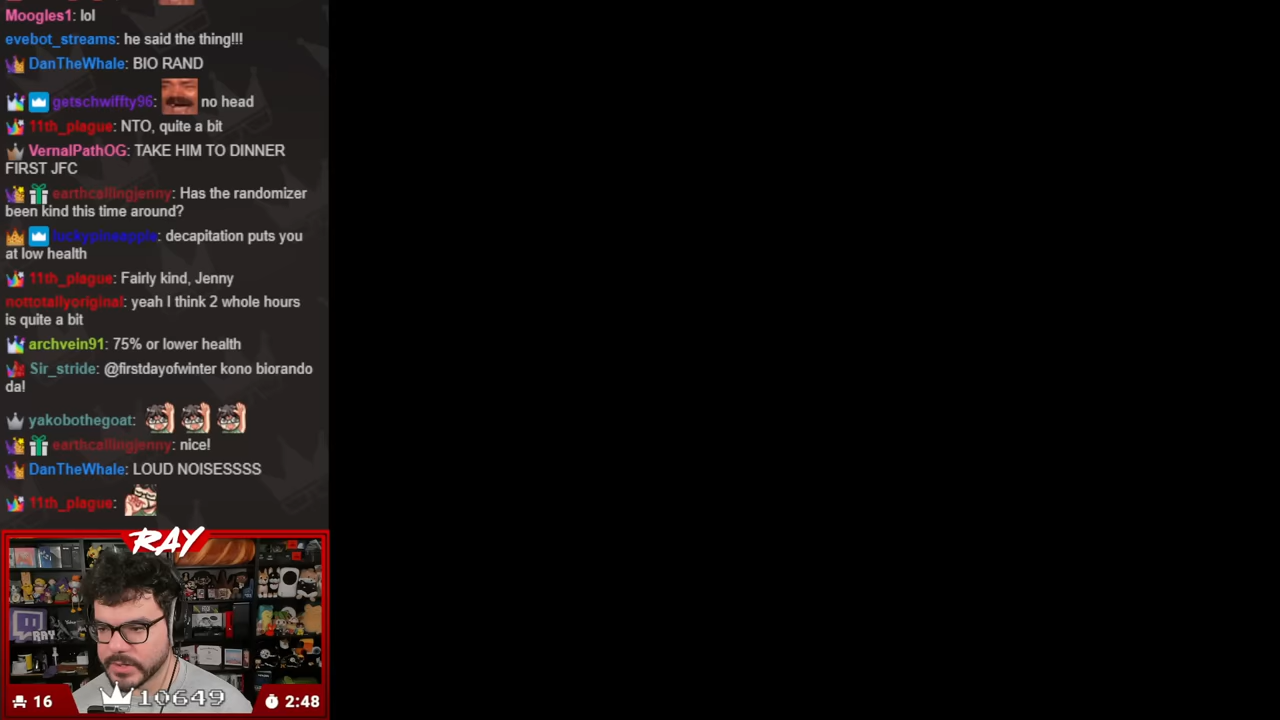 Moogles1: lol
evebot_streams: he said the thing!!!
DanTheWhale: BIO RAND
getschwiffty96: no head
11th_plague: NTO, quite a bit
VernalPathOG: TAKE HIM TO DINNER
FIRST JFC
earthcallingjenny: Has the randomizer
been kind this time around?
luckypineapple: decapitation puts you
at low health
11th_plague: Fairly kind, Jenny
nottotallyoriginal: yeah I think 2 whole hours
is quite a bit
archvein91: 75% or lower health
Sir_stride: @firstdayofwinter kono biorando
da!
yakobothegoat:
earthcallingjenny: nice!
DanTheWhale: LOUD NOISESSSS
11th_plague:
RAY
RAY
16
10649
2:48